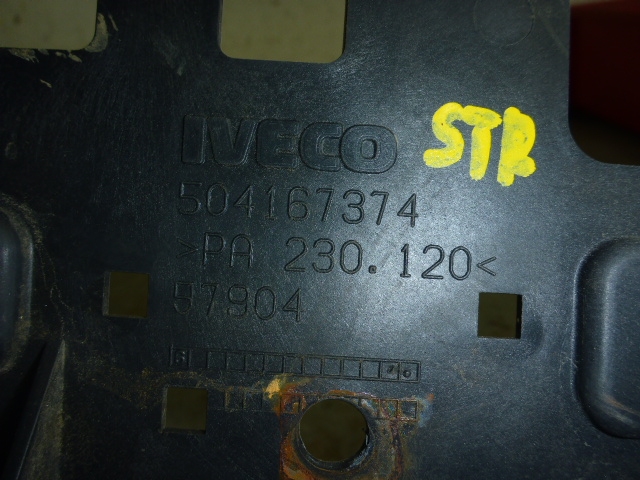 IVECO STR
504167374
>PA 230.120<
57904